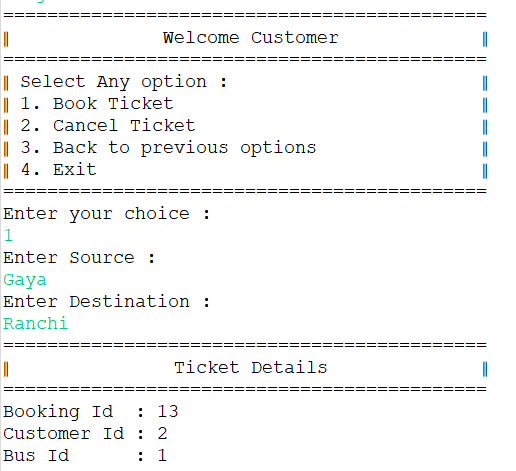 ============================================
‖ Welcome Customer ‖
============================================
‖ Select Any option : ‖
‖ 1. Book Ticket ‖
‖ 2. Cancel Ticket ‖
‖ 3. Back to previous options ‖
‖ 4. Exit ‖
============================================
Enter your choice :
1
Enter Source :
Gaya
Enter Destination :
Ranchi
============================================
‖ Ticket Details ‖
============================================
Booking Id  : 13
Customer Id : 2
Bus Id      : 1